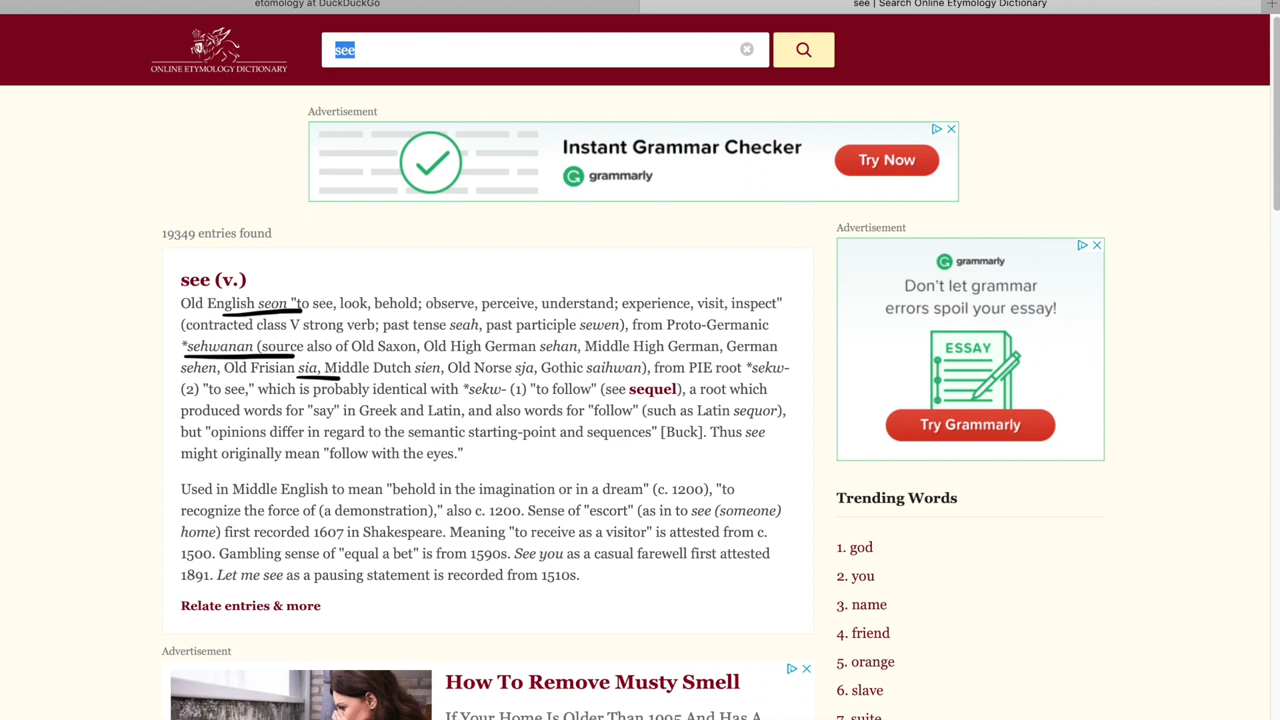 etomology at DuckDuckGo
see | Search Online Etymology Dictionary
see
ONLINE ETYMOLOGY DICTIONARY
Advertisement
Instant Grammar Checker
grammarly
Try Now
19349 entries found
Advertisement
see (v.)
Old English seon "to see, look, behold; observe, perceive, understand; experience, visit, inspect"
(contracted class V strong verb; past tense seah, past participle sewen), from Proto-Germanic
*sehwanan (source also of Old Saxon, Old High German sehan, Middle High German, German
sehen, Old Frisian sia, Middle Dutch sien, Old Norse sja, Gothic saihwan), from PIE root *sekw-
(2) "to see," which is probably identical with *sekw- (1) "to follow" (see sequel), a root which
produced words for "say" in Greek and Latin, and also words for "follow" (such as Latin sequor),
but "opinions differ in regard to the semantic starting-point and sequences" [Buck]. Thus see
might originally mean "follow with the eyes."
Used in Middle English to mean "behold in the imagination or in a dream" (c. 1200), "to
recognize the force of (a demonstration)," also c. 1200. Sense of "escort" (as in to see (someone)
home) first recorded 1607 in Shakespeare. Meaning "to receive as a visitor" is attested from c.
1500. Gambling sense of "equal a bet" is from 1590s. See you as a casual farewell first attested
1891. Let me see as a pausing statement is recorded from 1510s.
Relate entries & more
grammarly
Don't let grammar
errors spoil your essay!
ESSAY
Try Grammarly
Trending Words
1. god
2. you
3. name
4. friend
5. orange
6. slave
7. suite
Advertisement
How To Remove Musty Smell
If Your Home Is Older Than 1995 And Has A